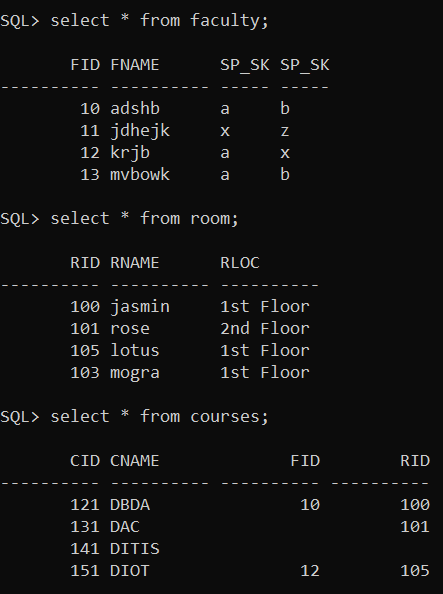 SQL> select * from faculty;
FID FNAME SP_SK SP_SK
---------- ---------- ----- -----
10 adshb a b
11 jdhejk x z
12 krjb a x
13 mvbowk a b
SQL> select * from room;
RID RNAME RLOC
---------- ---------- ----------
100 jasmin 1st Floor
101 rose 2nd Floor
105 lotus 1st Floor
103 mogra 1st Floor
SQL> select * from courses;
CID CNAME FID RID
---------- ---------- ---------- ----------
121 DBDA 10 100
131 DAC 101
141 DITIS
151 DIOT 12 105